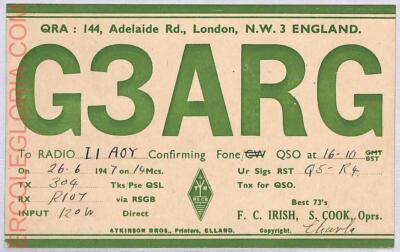 QRA : 144, Adelaide Rd., London, N.W. 3 ENGLAND.
G3ARG
To RADIO I1 AOY Confirming Fone/CW QSO at 16-10 GMT BST
On 26-6 1947 on 14 Mcs. Ur Sigs RST Q5-R4.
TX 304 Tks/Pse QSL Tnx for QSO.
RX R107 via RSGB Best 73's
INPUT 120W Direct F. C. IRISH, S. COOK, Oprs.
RSGB
ATKINSON BROS., Printers, ELLAND. Copyright.
ERCOLEGLORIA.COM